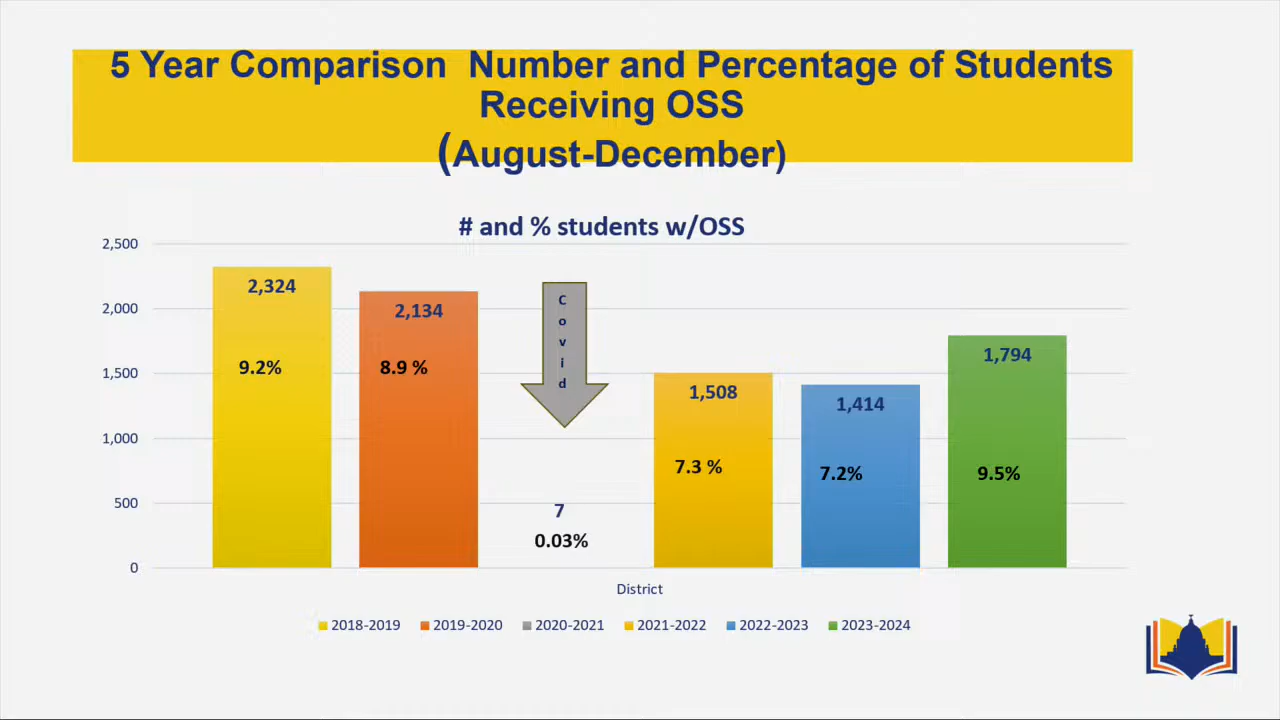 5 Year Comparison  Number and Percentage of Students
Receiving OSS
(August-December)
# and % students w/OSS
2,500
2,000
1,500
1,000
500
0
2,324
9.2%
2,134
8.9 %
C
o
v
i
d
7
0.03%
1,508
7.3 %
1,414
7.2%
1,794
9.5%
District
2018-2019 2019-2020 2020-2021 2021-2022 2022-2023 2023-2024